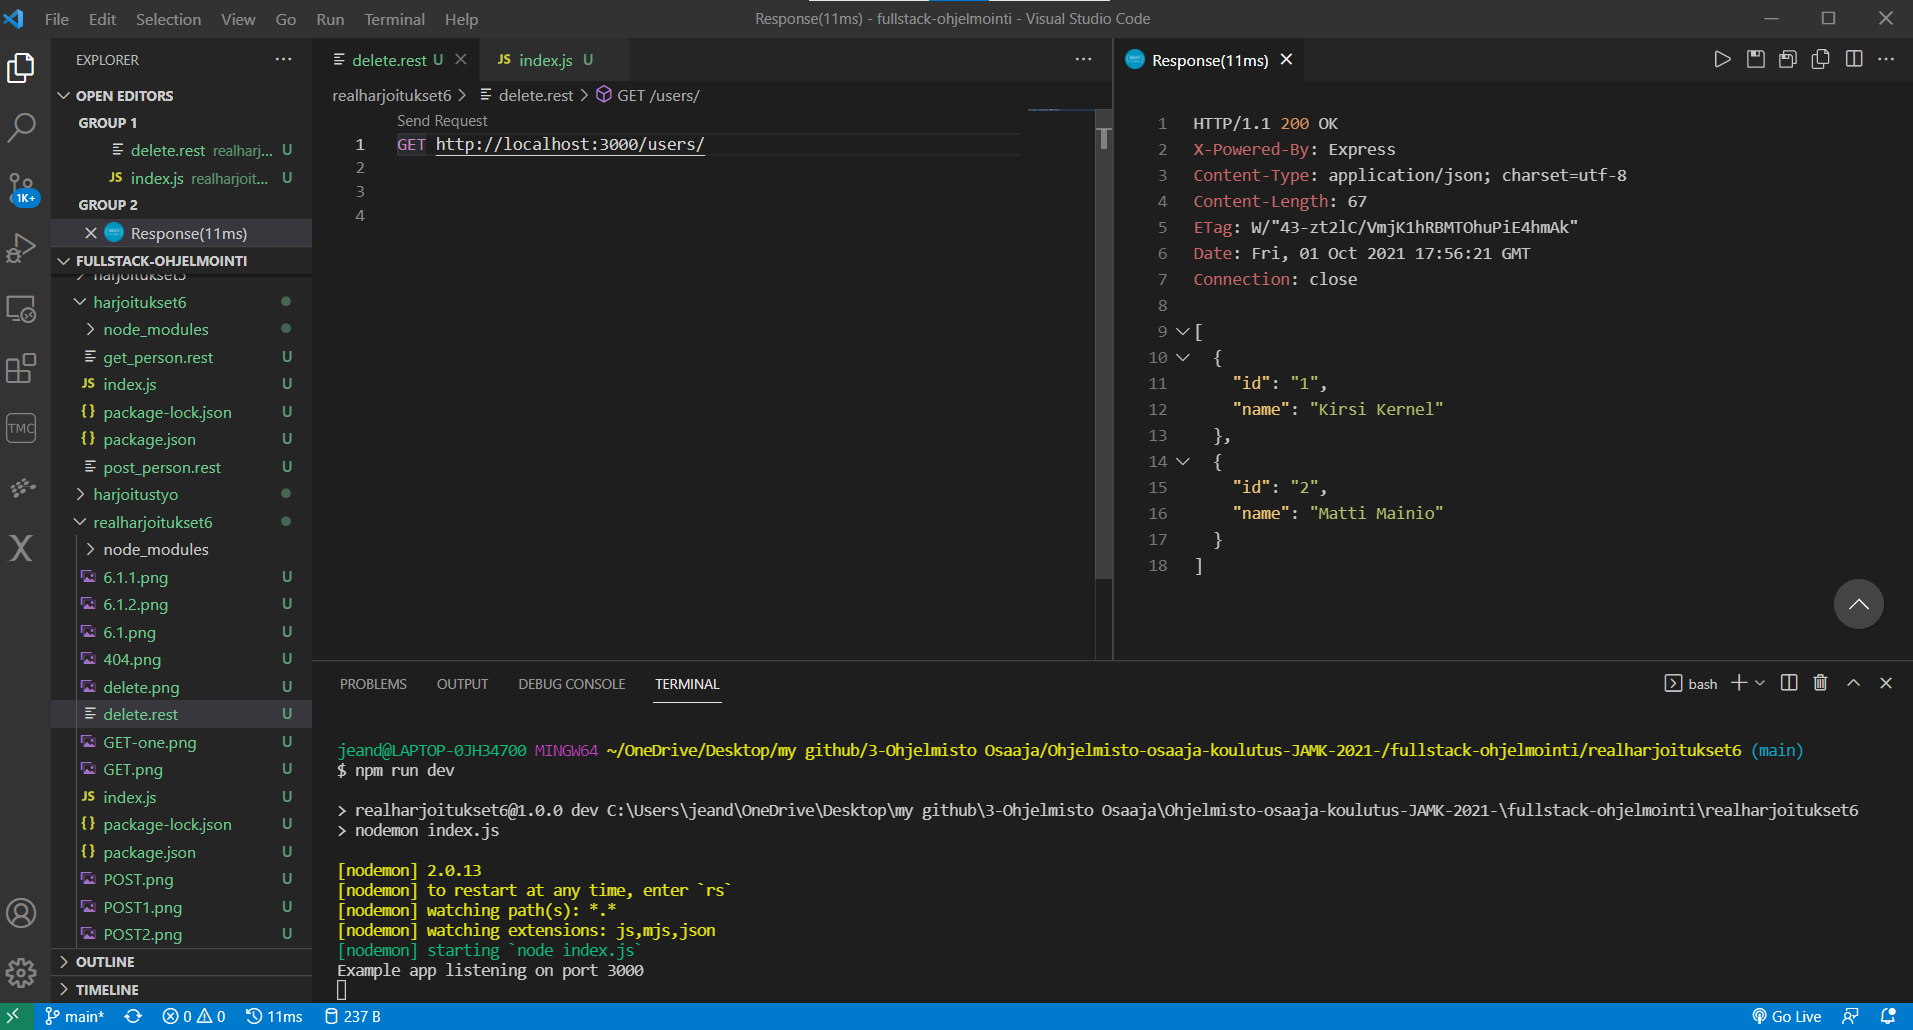 File Edit Selection View Go Run Terminal Help
Response(11ms) - fullstack-ohjelmointi - Visual Studio Code
EXPLORER
OPEN EDITORS
GROUP 1
delete.rest realharj... U
index.js realharjoit... U
GROUP 2
Response(11ms)
FULLSTACK-OHJELMOINTI
harjoitukset5
harjoitukset6
node_modules
get_person.rest U
index.js U
package-lock.json U
package.json U
post_person.rest U
harjoitustyo
realharjoitukset6
node_modules
6.1.1.png U
6.1.2.png U
6.1.png U
404.png U
delete.png U
delete.rest U
GET-one.png U
GET.png U
index.js U
package-lock.json U
package.json U
POST.png U
POST1.png U
POST2.png U
OUTLINE
TIMELINE
1K+
TMC
delete.rest U
JS index.js U
realharjoitukset6 > delete.rest > GET /users/
Send Request
1 GET http://localhost:3000/users/
2
3
4
Response(11ms)
1 HTTP/1.1 200 OK
2 X-Powered-By: Express
3 Content-Type: application/json; charset=utf-8
4 Content-Length: 67
5 ETag: W/"43-zt2lC/VmjK1hRBMTOhuPiE4hmAk"
6 Date: Fri, 01 Oct 2021 17:56:21 GMT
7 Connection: close
8
9 [
10 {
11 "id": "1",
12 "name": "Kirsi Kernel"
13 },
14 {
15 "id": "2",
16 "name": "Matti Mainio"
17 }
18 ]
PROBLEMS OUTPUT DEBUG CONSOLE TERMINAL
bash
jeand@LAPTOP-0JH34700 MINGW64 ~/OneDrive/Desktop/my github/3-Ohjelmisto Osaaja/Ohjelmisto-osaaja-koulutus-JAMK-2021-/fullstack-ohjelmointi/realharjoitukset6 (main)
$ npm run dev
> realharjoitukset6@1.0.0 dev C:\Users\jeand\OneDrive\Desktop\my github\3-Ohjelmisto Osaaja\Ohjelmisto-osaaja-koulutus-JAMK-2021-\fullstack-ohjelmointi\realharjoitukset6
> nodemon index.js
[nodemon] 2.0.13
[nodemon] to restart at any time, enter `rs`
[nodemon] watching path(s): *.*
[nodemon] watching extensions: js,mjs,json
[nodemon] starting `node index.js`
Example app listening on port 3000
main* 0 0 11ms 237 B Go Live